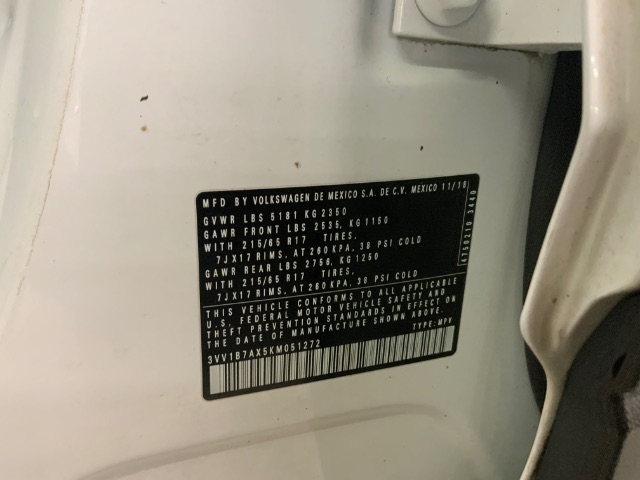 MFD BY VOLKSWAGEN DE MEXICO S.A. DE C.V. MEXICO 11/18
GVWR LBS 5181 KG 2350
GAWR FRONT LBS 2535, KG 1150
WITH 215/65 R17 TIRES.
7JX17 RIMS, AT 260 KPA, 38 PSI COLD
GAWR REAR LBS 2756, KG 1250
WITH 215/65 R17 TIRES.
7JX17 RIMS, AT 260 KPA, 38 PSI COLD
THIS VEHICLE CONFORMS TO ALL APPLICABLE
U.S. FEDERAL MOTOR VEHICLE SAFETY AND
THEFT PREVENTION STANDARDS IN EFFECT ON
THE DATE OF MANUFACTURE SHOWN ABOVE.
3VV1B7AX5KM051272 TYPE: MPV
4750210 3440